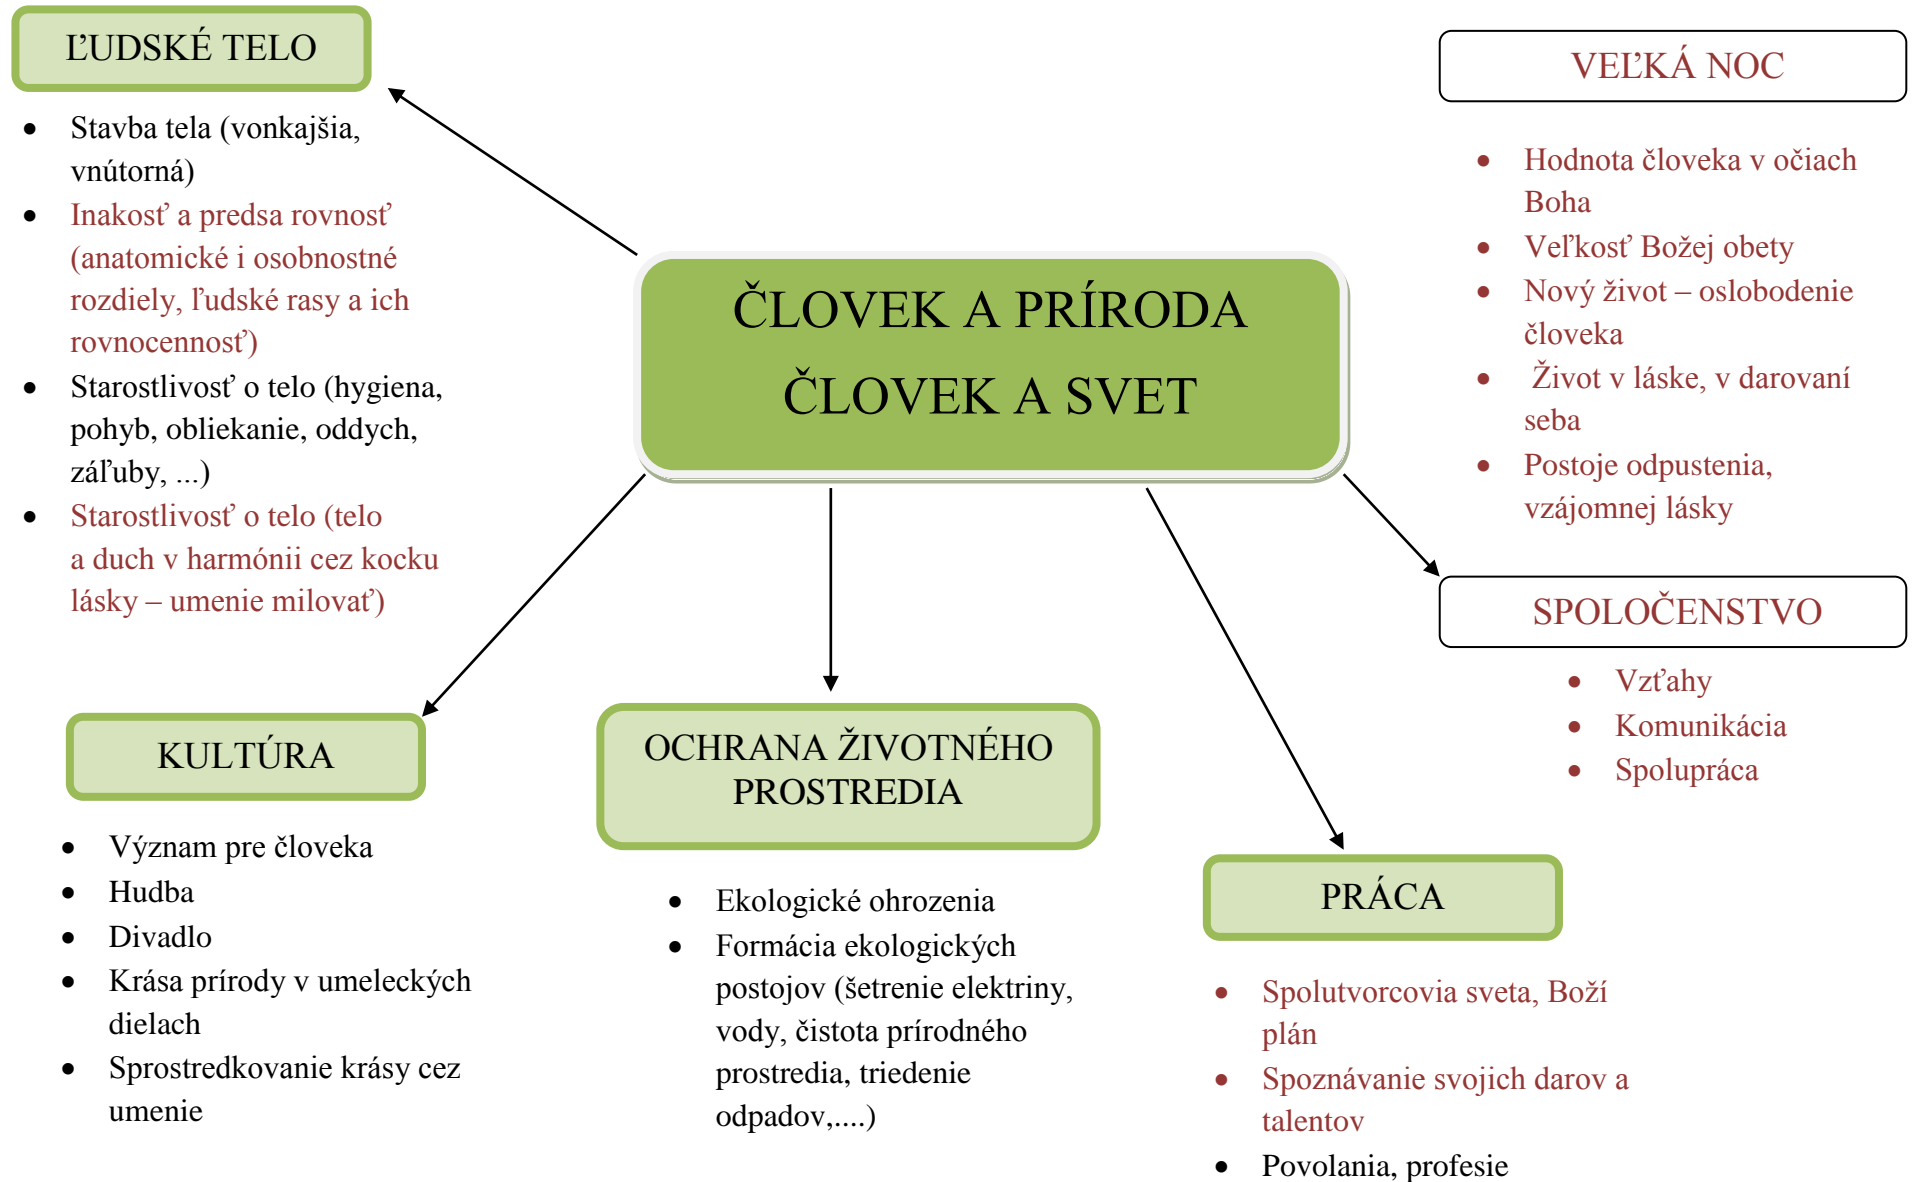 ĽUDSKÉ TELO
• Stavba tela (vonkajšia,
vnútorná)
• Inakosť a predsa rovnosť
(anatomické i osobnostné
rozdiely, ľudské rasy a ich
rovnocennosť)
• Starostlivosť o telo (hygiena,
pohyb, obliekanie, oddych,
záľuby, ...)
• Starostlivosť o telo (telo
a duch v harmónii cez kocku
lásky – umenie milovať)
ČLOVEK A PRÍRODA
ČLOVEK A SVET
VEĽKÁ NOC
• Hodnota človeka v očiach
Boha
• Veľkosť Božej obety
• Nový život – oslobodenie
človeka
• Život v láske, v darovaní
seba
• Postoje odpustenia,
vzájomnej lásky
SPOLOČENSTVO
• Vzťahy
• Komunikácia
• Spolupráca
KULTÚRA
• Význam pre človeka
• Hudba
• Divadlo
• Krása prírody v umeleckých
dielach
• Sprostredkovanie krásy cez
umenie
OCHRANA ŽIVOTNÉHO
PROSTREDIA
• Ekologické ohrozenia
• Formácia ekologických
postojov (šetrenie elektriny,
vody, čistota prírodného
prostredia, triedenie
odpadov,....)
PRÁCA
• Spolutvorcovia sveta, Boží
plán
• Spoznávanie svojich darov a
talentov
• Povolania, profesie